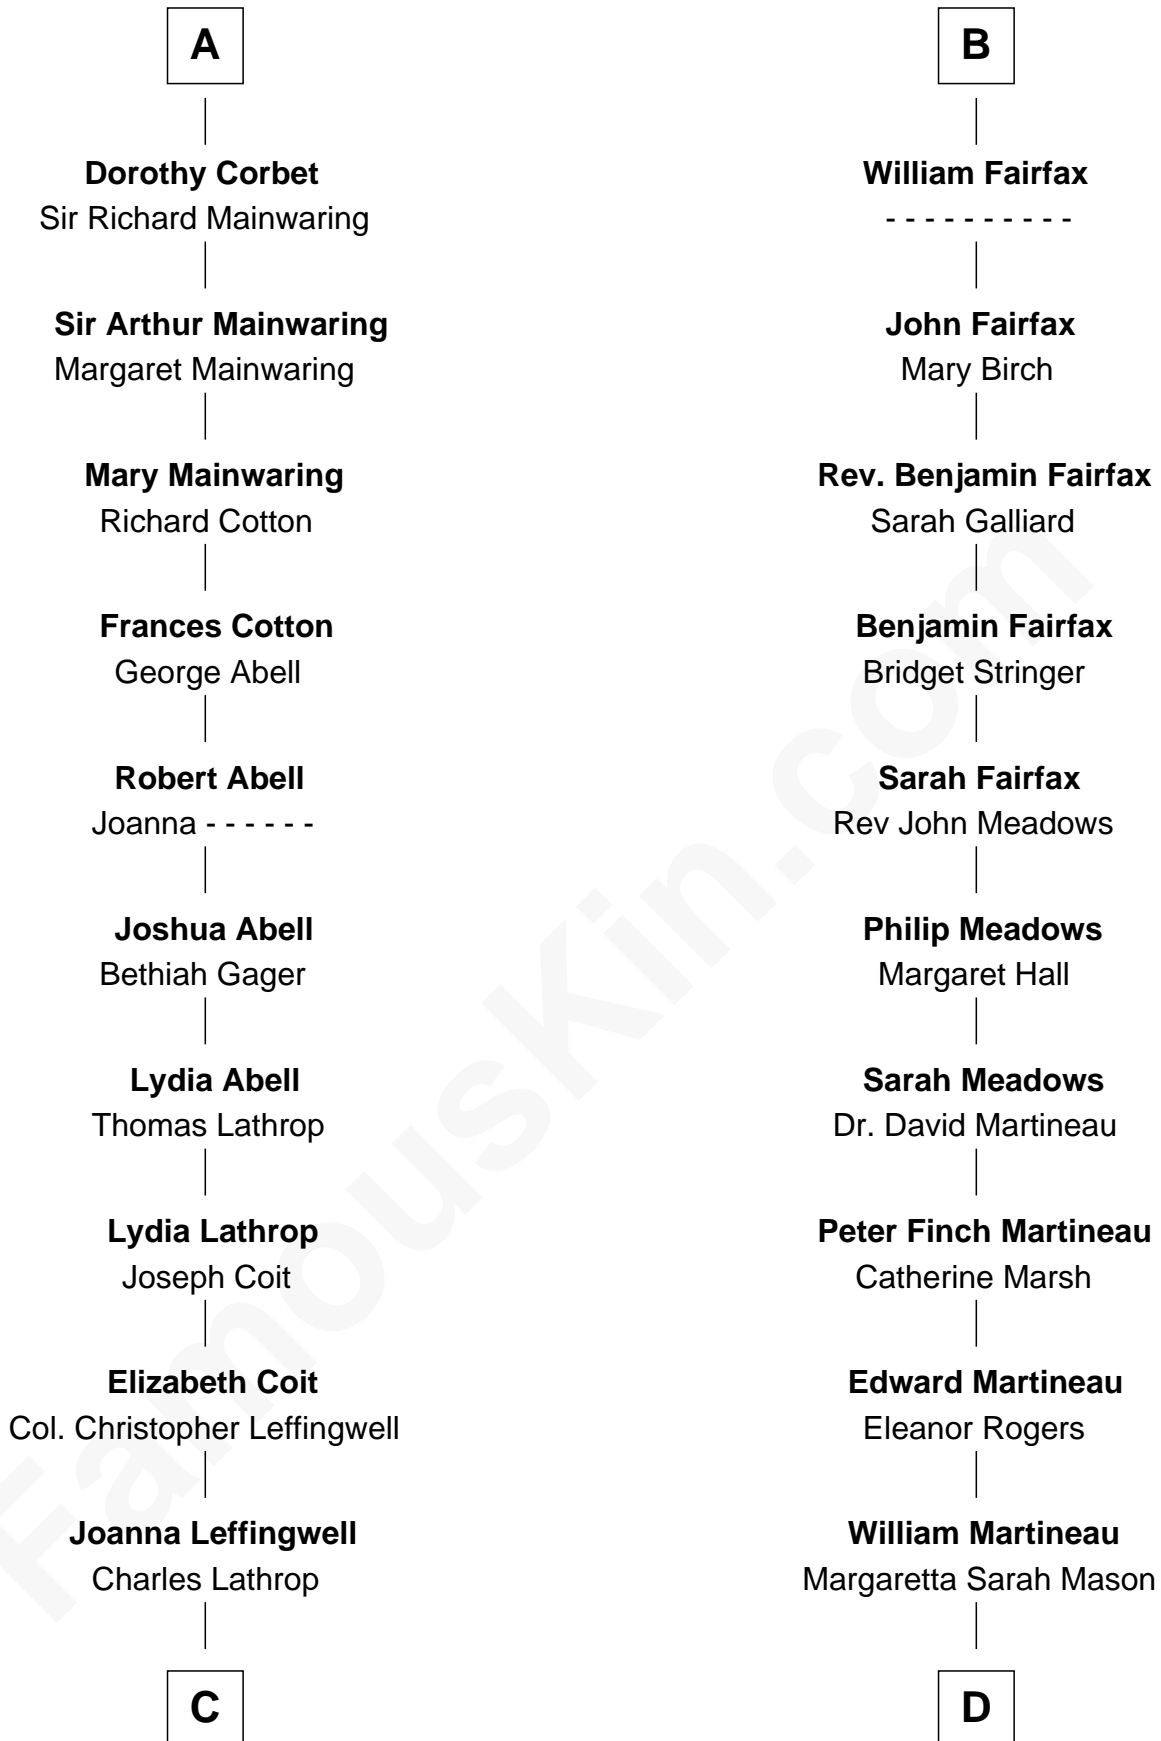 A
Dorothy Corbet
Sir Richard Mainwaring
Sir Arthur Mainwaring
Margaret Mainwaring
Mary Mainwaring
Richard Cotton
Frances Cotton
George Abell
Robert Abell
Joanna - - - - - -
Joshua Abell
Bethiah Gager
Lydia Abell
Thomas Lathrop
Lydia Lathrop
Joseph Coit
Elizabeth Coit
Col. Christopher Leffingwell
Joanna Leffingwell
Charles Lathrop
C
B
William Fairfax
- - - - - - - - - -
John Fairfax
Mary Birch
Rev. Benjamin Fairfax
Sarah Galliard
Benjamin Fairfax
Bridget Stringer
Sarah Fairfax
Rev John Meadows
Philip Meadows
Margaret Hall
Sarah Meadows
Dr. David Martineau
Peter Finch Martineau
Catherine Marsh
Edward Martineau
Eleanor Rogers
William Martineau
Margaretta Sarah Mason
D
FamousKin.com